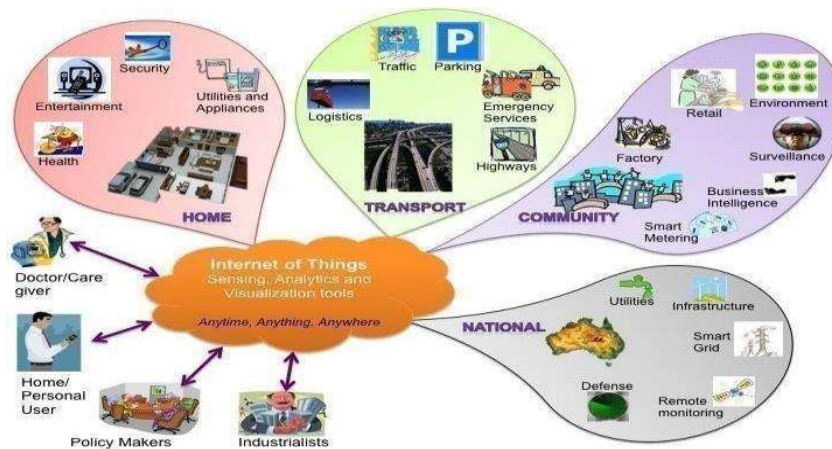 Security
Entertainment
Utilities and
Appliances
Health
HOME
P
Traffic
Parking
Logistics
Emergency
Services
Highways
TRANSPORT
Retail
Environment
Factory
Surveillance
Business
Intelligence
COMMUNITY
Smart
Metering
Internet of Things
Sensing, Analytics and
Visualization tools
Anytime, Anything, Anywhere
NATIONAL
Utilities
Infrastructure
Smart
Grid
Defense
Remote
monitoring
Doctor/Care
giver
Home/
Personal
User
Policy Makers
Industrialists